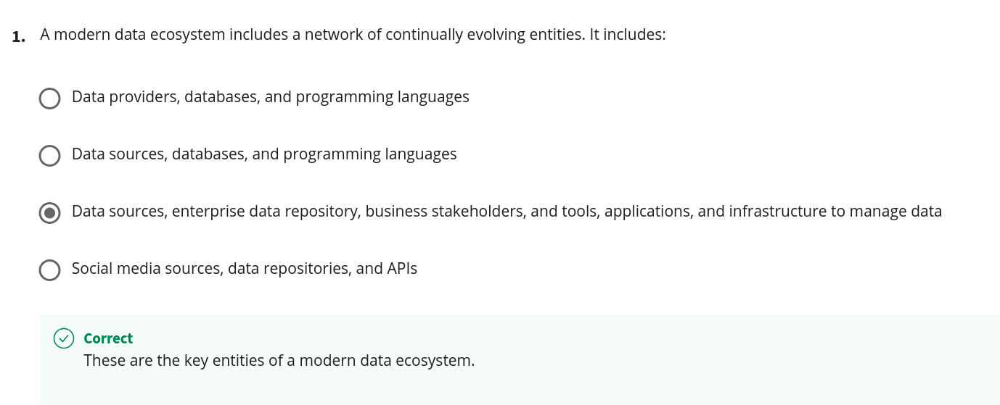 1. A modern data ecosystem includes a network of continually evolving entities. It includes:
Data providers, databases, and programming languages
Data sources, databases, and programming languages
Data sources, enterprise data repository, business stakeholders, and tools, applications, and infrastructure to manage data
Social media sources, data repositories, and APIs
Correct
These are the key entities of a modern data ecosystem.